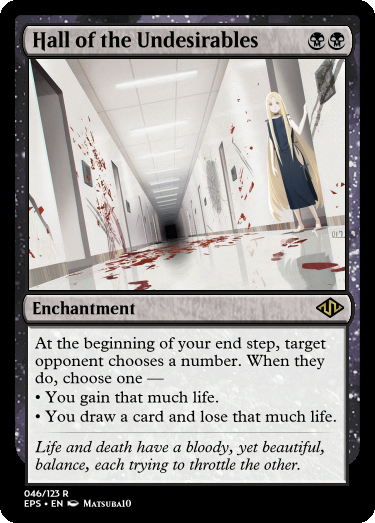 Hall of the Undesirables
Enchantment
At the beginning of your end step, target
opponent chooses a number. When they
do, choose one —
• You gain that much life.
• You draw a card and lose that much life.
Life and death have a bloody, yet beautiful,
balance, each trying to throttle the other.
046/123 R
EPS • EN Matsuba10